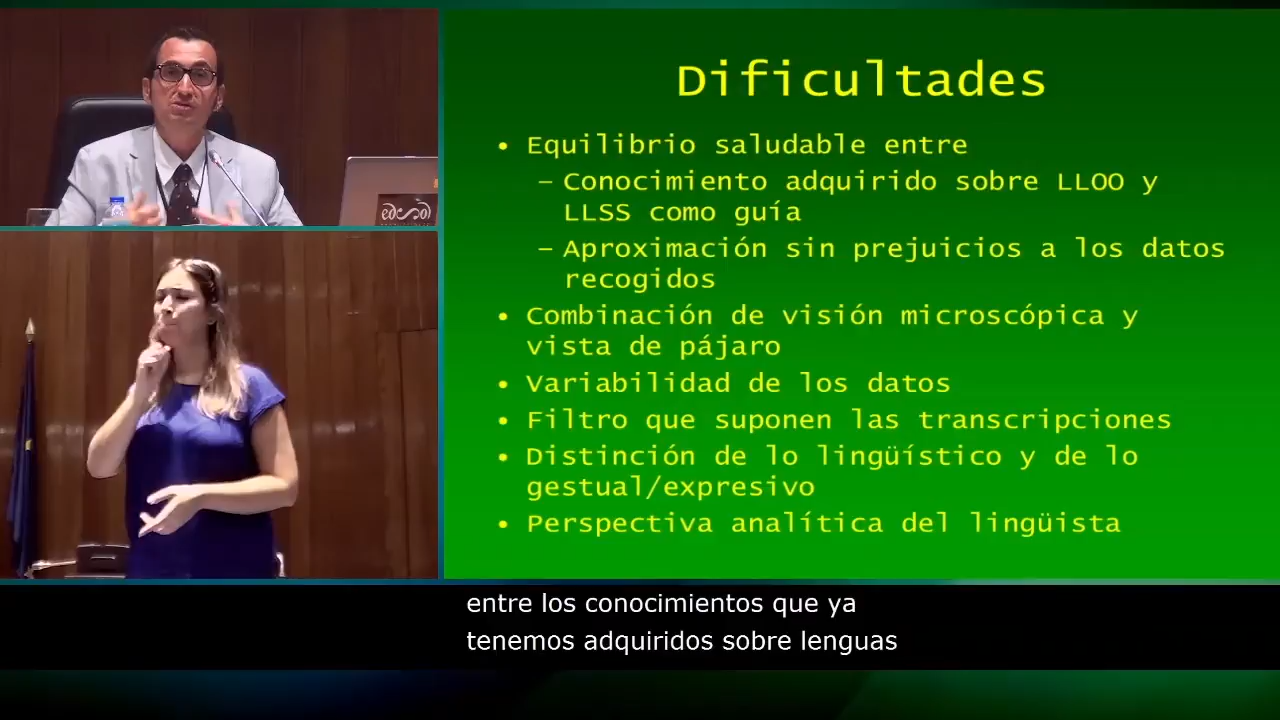 Dificultades
• Equilibrio saludable entre
– Conocimiento adquirido sobre LLOO y
LLSS como guía
– Aproximación sin prejuicios a los datos
recogidos
• Combinación de visión microscópica y
vista de pájaro
• Variabilidad de los datos
• Filtro que suponen las transcripciones
• Distinción de lo lingüístico y de lo
gestual/expresivo
• Perspectiva analítica del lingüista
entre los conocimientos que ya
tenemos adquiridos sobre lenguas